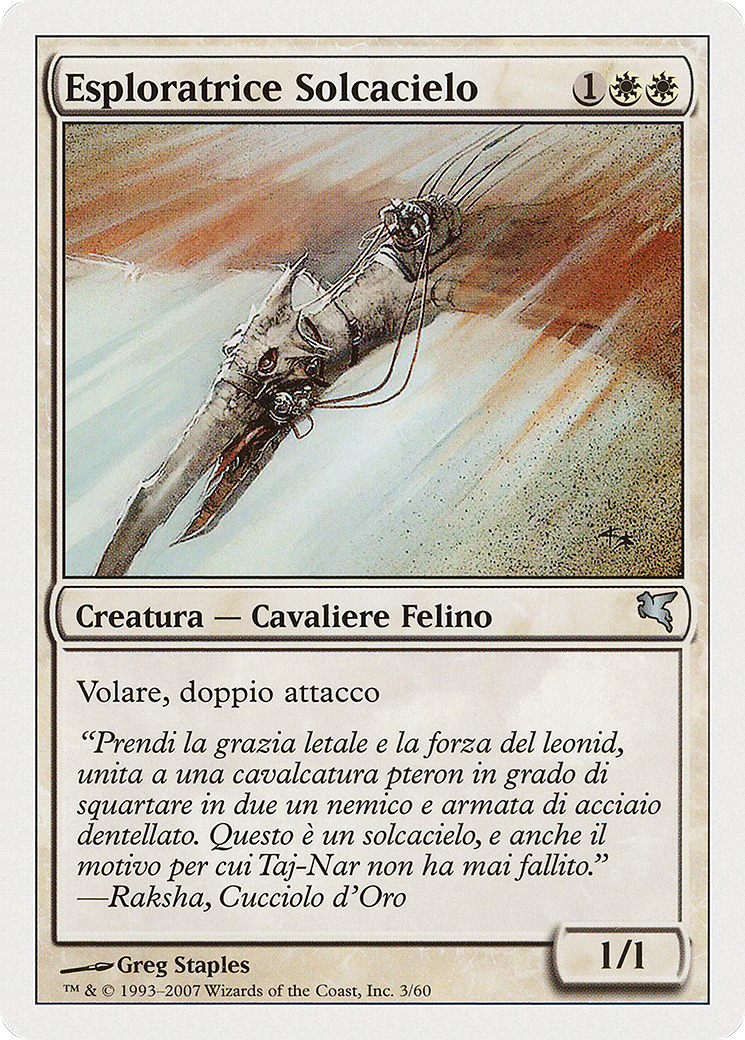 Esploratrice Solcacielo 1
Creatura — Cavaliere Felino
Volare, doppio attacco
“Prendi la grazia letale e la forza del leonid,
unita a una cavalcatura pteron in grado di
squartare in due un nemico e armata di acciaio
dentellato. Questo è un solcacielo, e anche il
motivo per cui Taj-Nar non ha mai fallito.”
—Raksha, Cucciolo d’Oro
1/1
Greg Staples
™ & © 1993–2007 Wizards of the Coast, Inc. 3/60